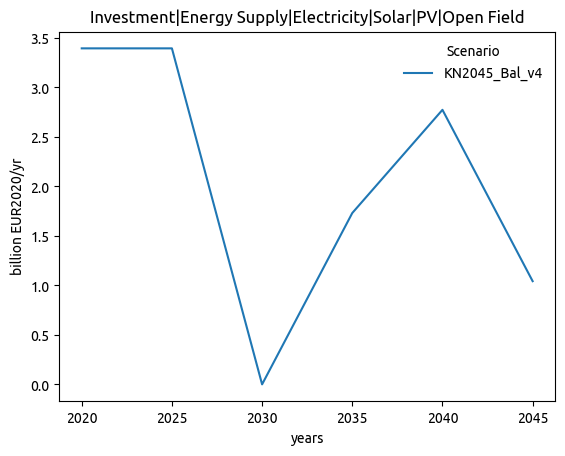 Investment|Energy Supply|Electricity|Solar|PV|Open Field
3.5
3.0
2.5
2.0
1.5
1.0
0.5
0.0
billion EUR2020/yr
Scenario
KN2045_Bal_v4
2020 2025 2030 2035 2040 2045
years